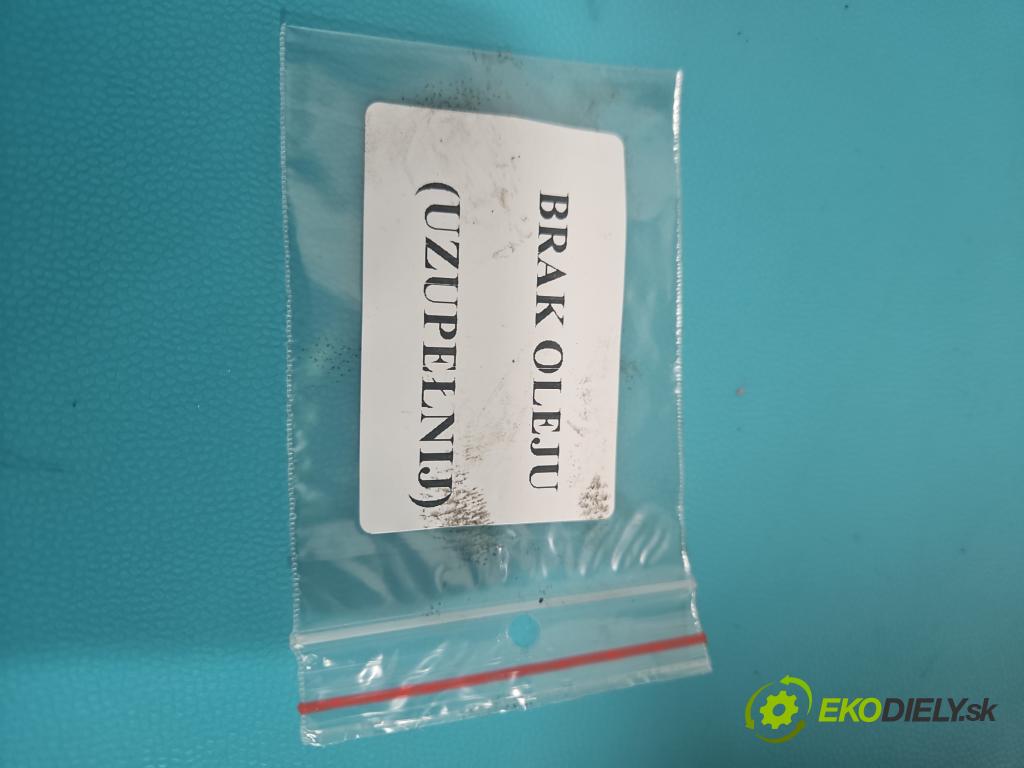 BRAK OLEJU
(UZUPEŁNIJ)
EKODIELY.sk